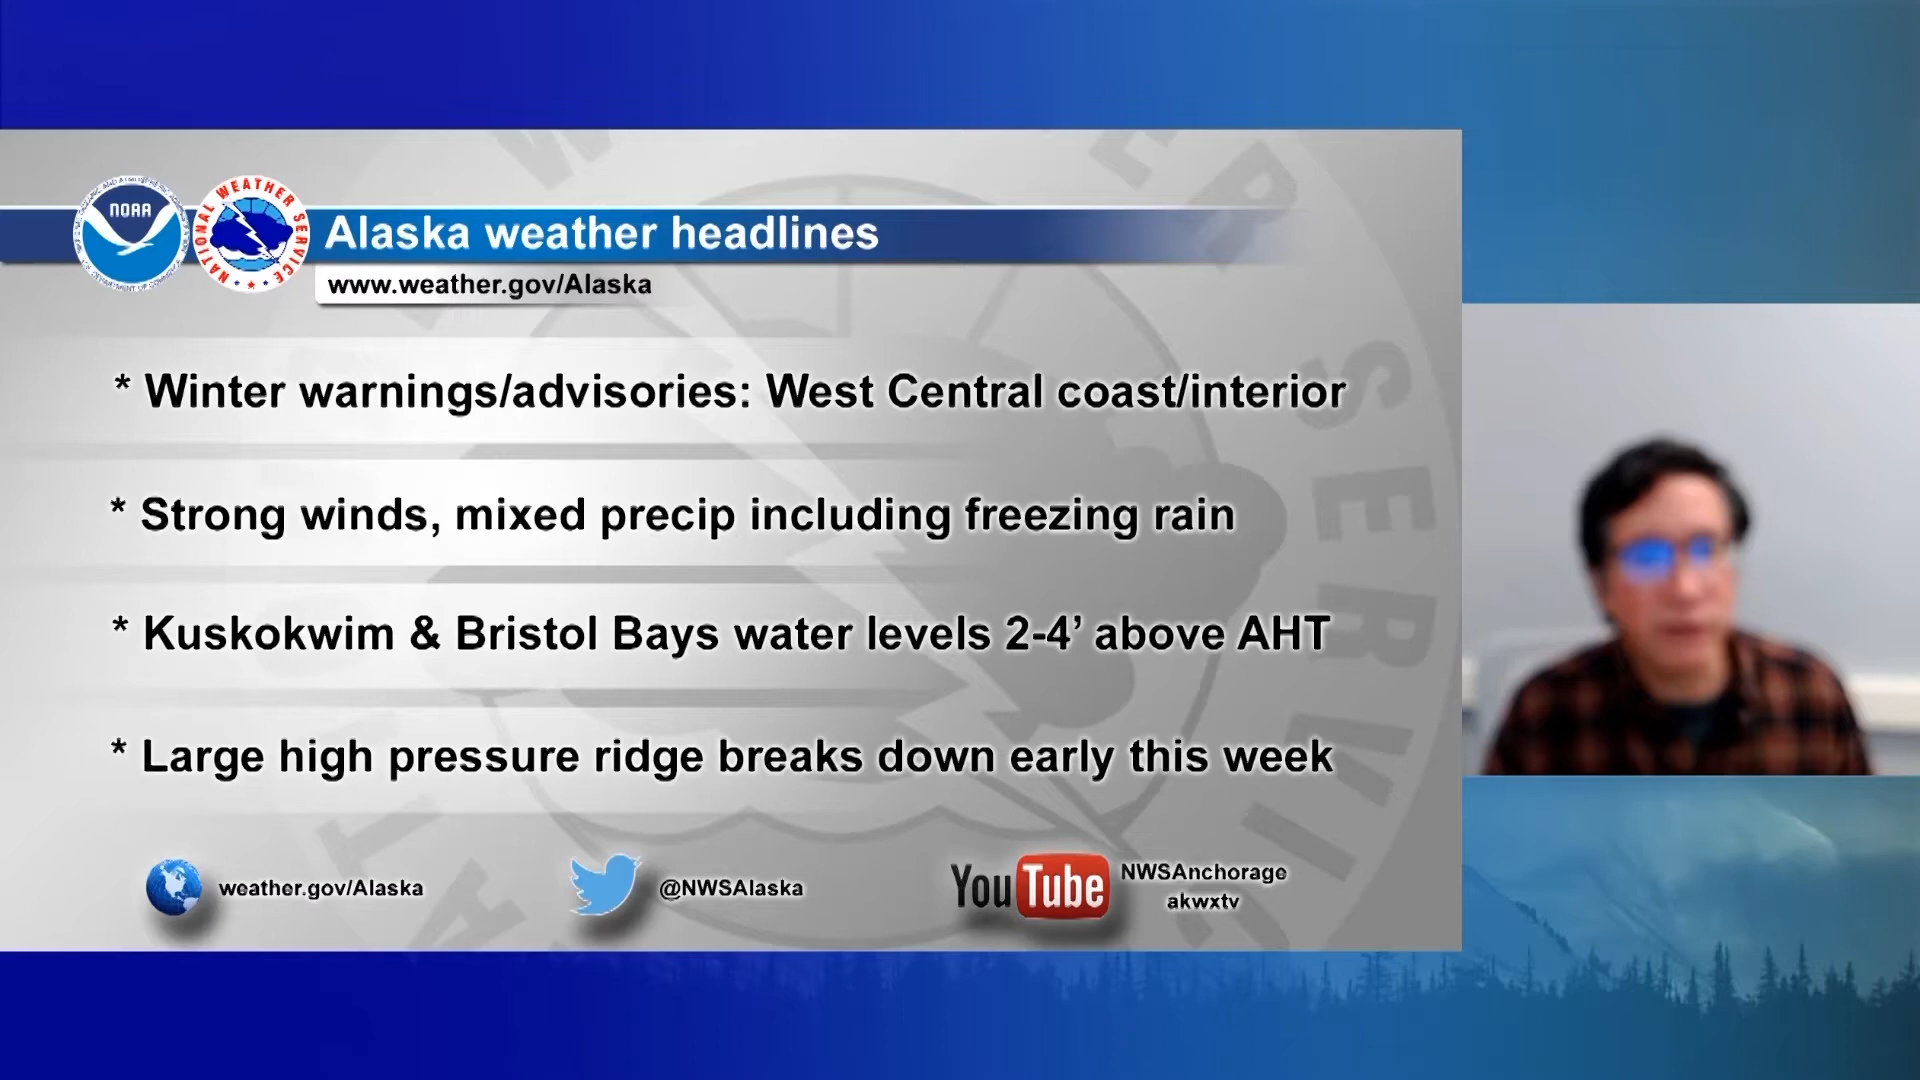 NOAA
NATIONAL WEATHER SERVICE
Alaska weather headlines
www.weather.gov/Alaska
* Winter warnings/advisories: West Central coast/interior
* Strong winds, mixed precip including freezing rain
* Kuskokwim & Bristol Bays water levels 2-4’ above AHT
* Large high pressure ridge breaks down early this week
weather.gov/Alaska
@NWSAlaska
YouTube
NWSAnchorage
akwxtv